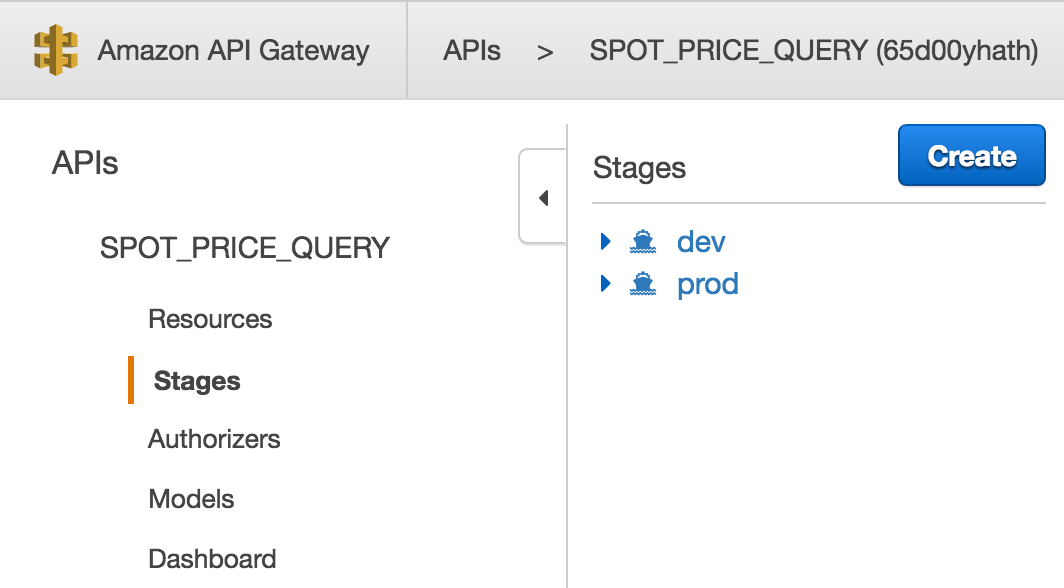 Amazon API Gateway APIs > SPOT_PRICE_QUERY (65d00yhath)
APIs
SPOT_PRICE_QUERY
Resources
Stages
Authorizers
Models
Dashboard
Stages Create
dev
prod